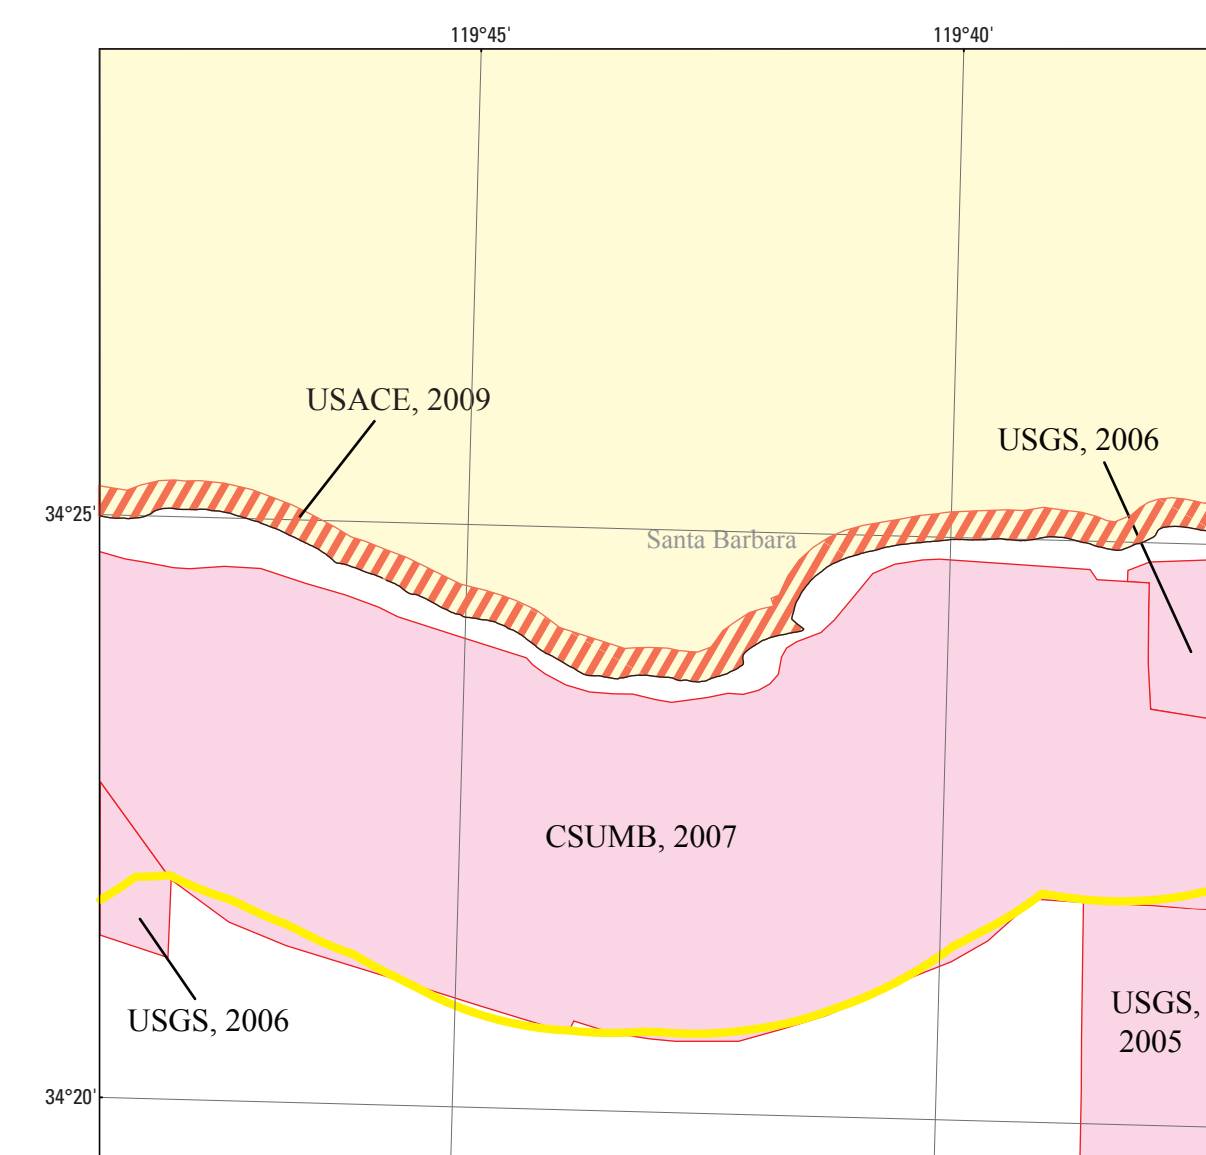 119°45' 119°40'
USACE, 2009
USGS, 2006
34°25'
Santa Barbara
CSUMB, 2007
USGS,
2005
USGS, 2006
34°20'